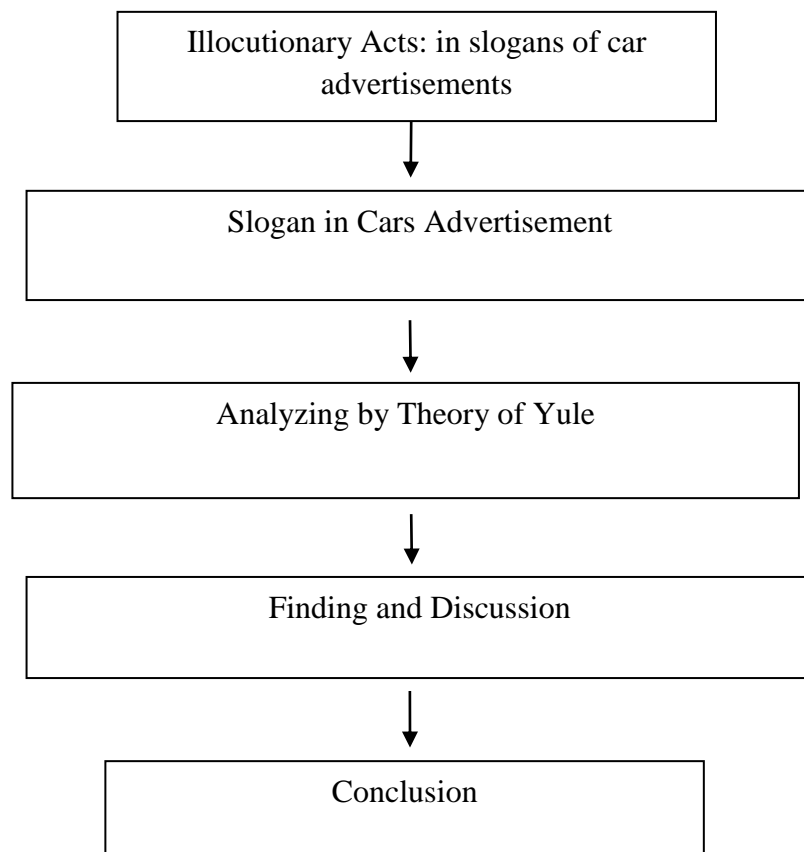 Illocutionary Acts: in slogans of car
advertisements
Slogan in Cars Advertisement
Analyzing by Theory of Yule
Finding and Discussion
Conclusion